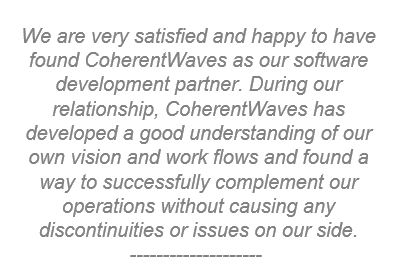 We are very satisfied and happy to have
found CoherentWaves as our software
development partner. During our
relationship, CoherentWaves has
developed a good understanding of our
own vision and work flows and found a
way to successfully complement our
operations without causing any
discontinuities or issues on our side.
--------------------